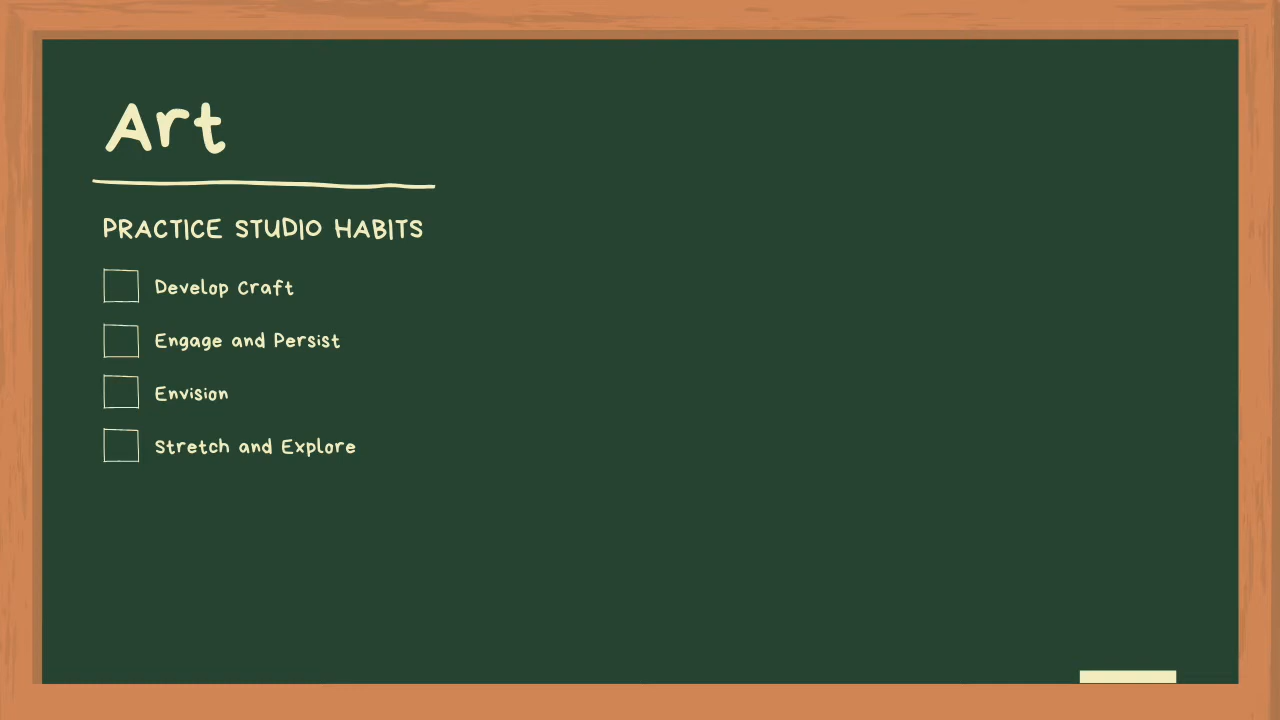 Art
PRACTICE STUDIO HABITS
Develop Craft
Engage and Persist
Envision
Stretch and Explore